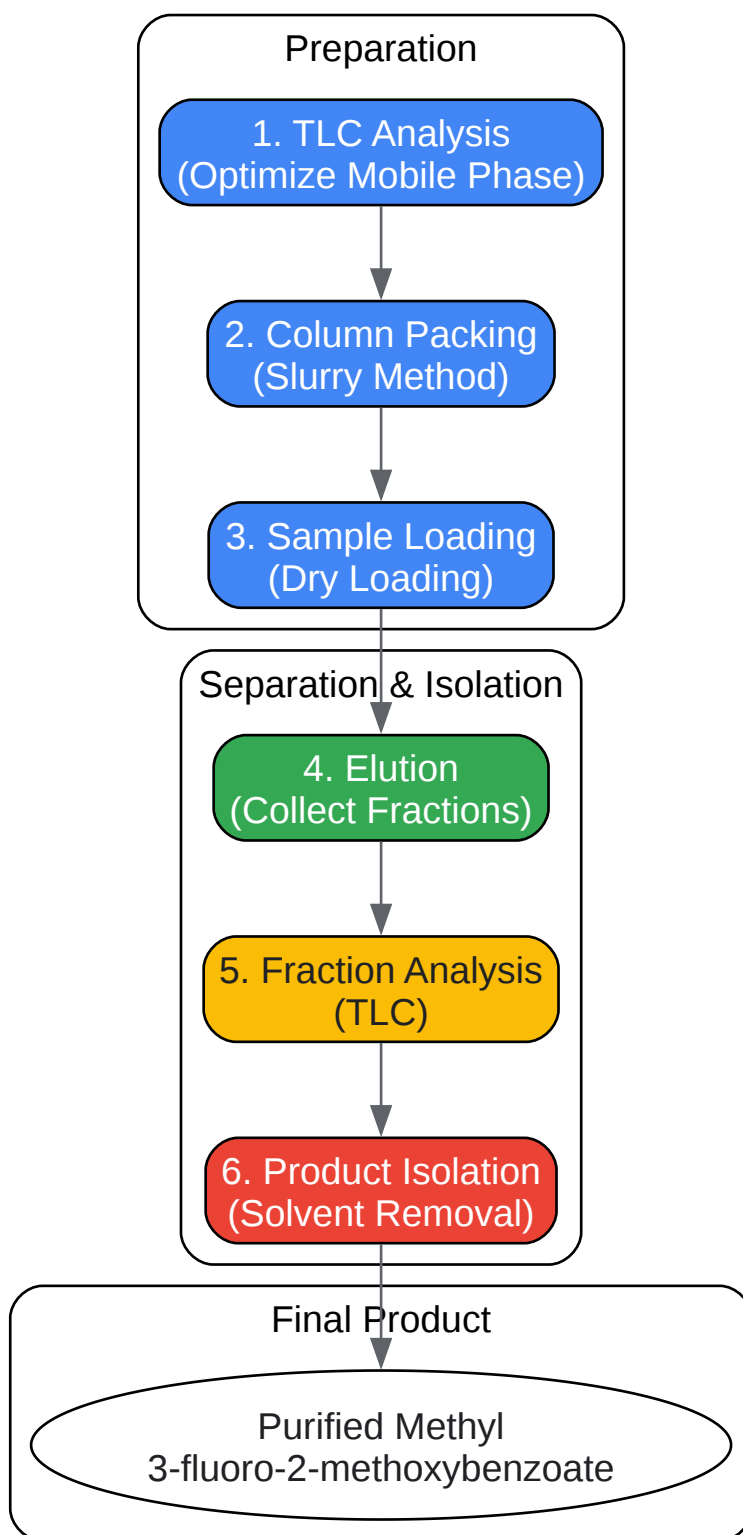 Preparation
1. TLC Analysis
(Optimize Mobile Phase)
2. Column Packing
(Slurry Method)
3. Sample Loading
(Dry Loading)
Separation & Isolation
4. Elution
(Collect Fractions)
5. Fraction Analysis
(TLC)
6. Product Isolation
(Solvent Removal)
Final Product
Purified Methyl
3-fluoro-2-methoxybenzoate